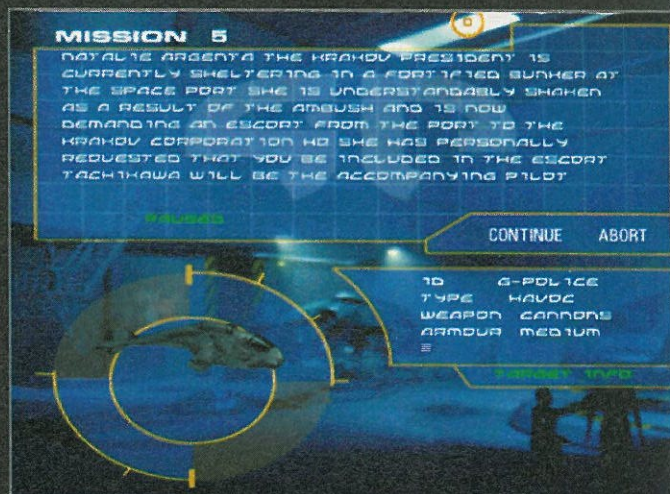 MISSION 5
NATALIE ARGENTA THE KRAKOV PRESIDENT IS
CURRENTLY SHELTERING IN A FORTIFIED BUNKER AT
THE SPACE PORT SHE IS UNDERSTANDABLY SHAKEN
AS A RESULT OF THE AMBUSH AND IS NOW
DEMANDING AN ESCORT FROM THE PORT TO THE
KRAKOV CORPORATION HQ SHE HAS PERSONALLY
REQUESTED THAT YOU BE INCLUDED IN THE ESCORT
TACHIKAWA WILL BE THE ACCOMPANYING PILOT
PAUSED
CONTINUE ABORT
ID G-POLICE
TYPE HAVOC
WEAPON CANNONS
ARMOUR MEDIUM
TARGET INFO